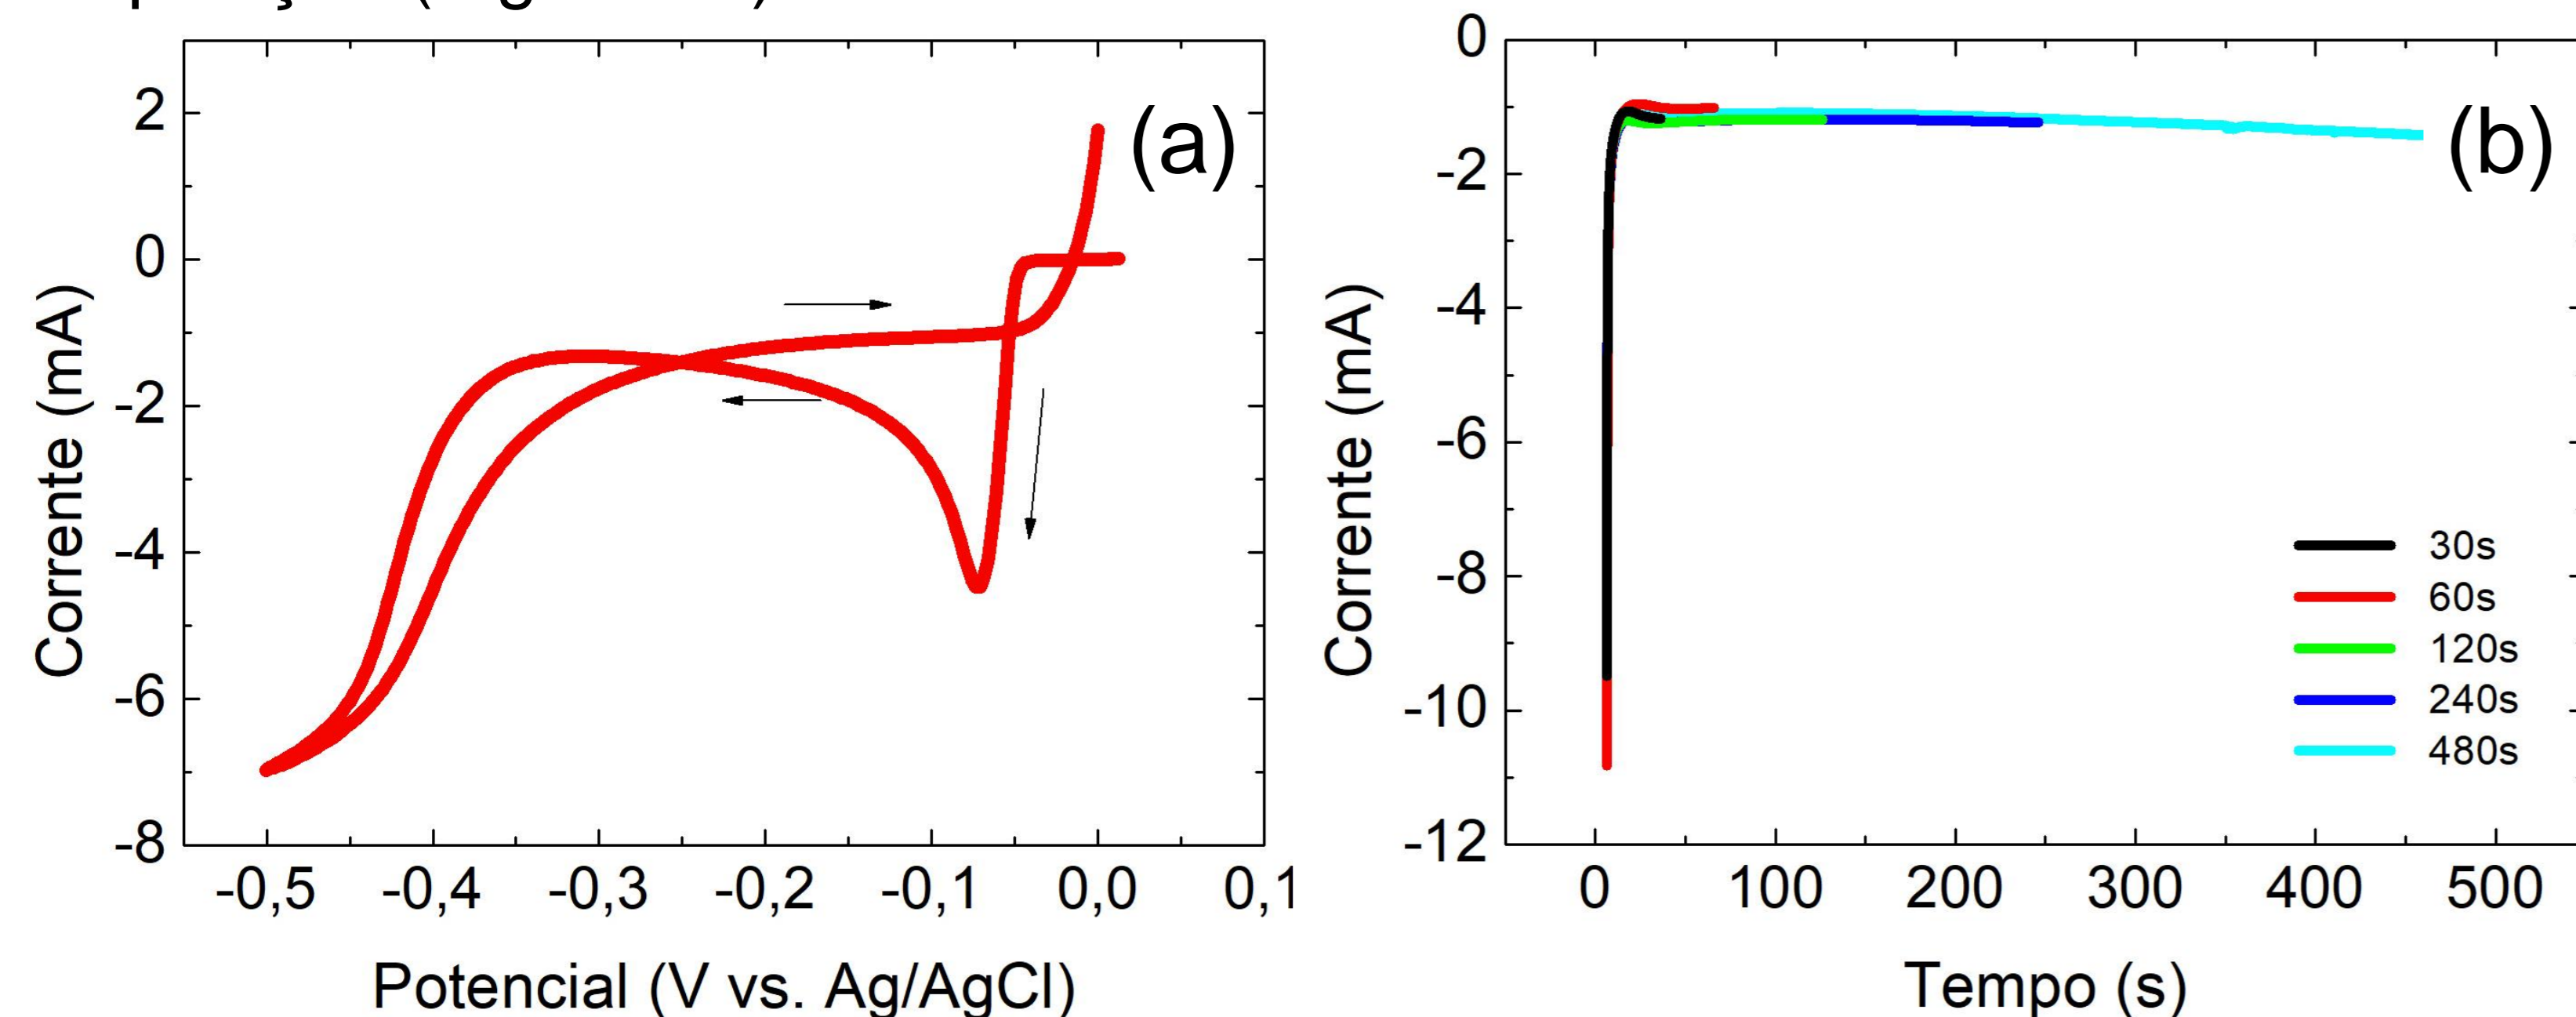 (a)
2
0
-2
-4
-6
-8
Corrente (mA)
-0,5 -0,4 -0,3 -0,2 -0,1 0,0 0,1
Potencial (V vs. Ag/AgCl)
(b)
0
-2
-4
-6
-8
-10
-12
Corrente (mA)
30s
60s
120s
240s
480s
0 100 200 300 400 500
Tempo (s)